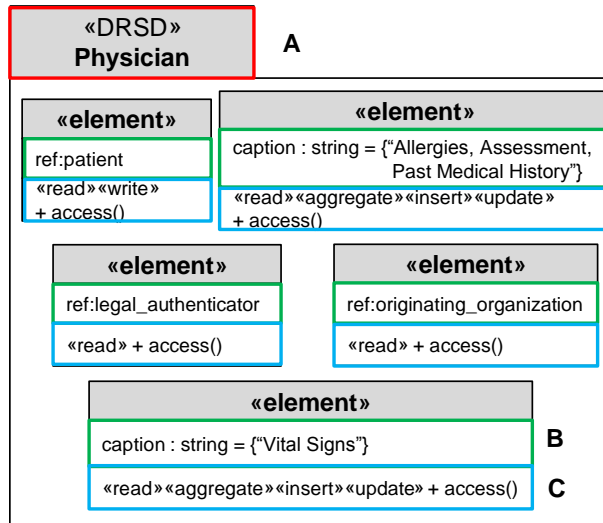 «DRSD»
Physician
A
«element»
ref:patient
«read»«write»
+ access()
«element»
caption : string = {“Allergies, Assessment,
Past Medical History”}
«read»«aggregate»«insert»«update»
+ access()
«element»
ref:legal_authenticator
«read» + access()
«element»
ref:originating_organization
«read» + access()
«element»
caption : string = {“Vital Signs”}
B
«read»«aggregate»«insert»«update» + access()
C